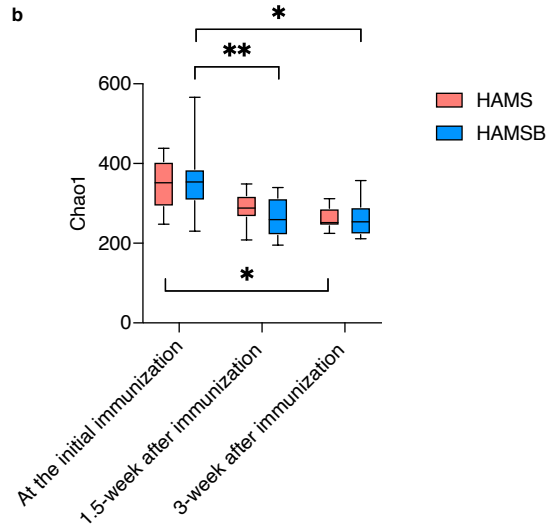 b
*
**
600
400
200
0
Chao1
*
HAMS
HAMSB
At the initial immunization
1.5-week after immunization
3-week after immunization